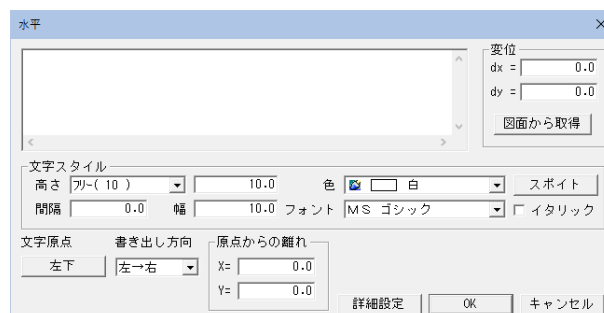 水平
変位
dx = 0.0
dy = 0.0
図面から取得
文字スタイル
高さ ﾌﾘｰ( 10 ) 10.0 色 白 スポイト
間隔 0.0 幅 10.0 フォント ＭＳ ゴシック イタリック
文字原点 書き出し方向 原点からの離れ
左下 左→右 X= 0.0
Y= 0.0
詳細設定 OK キャンセル